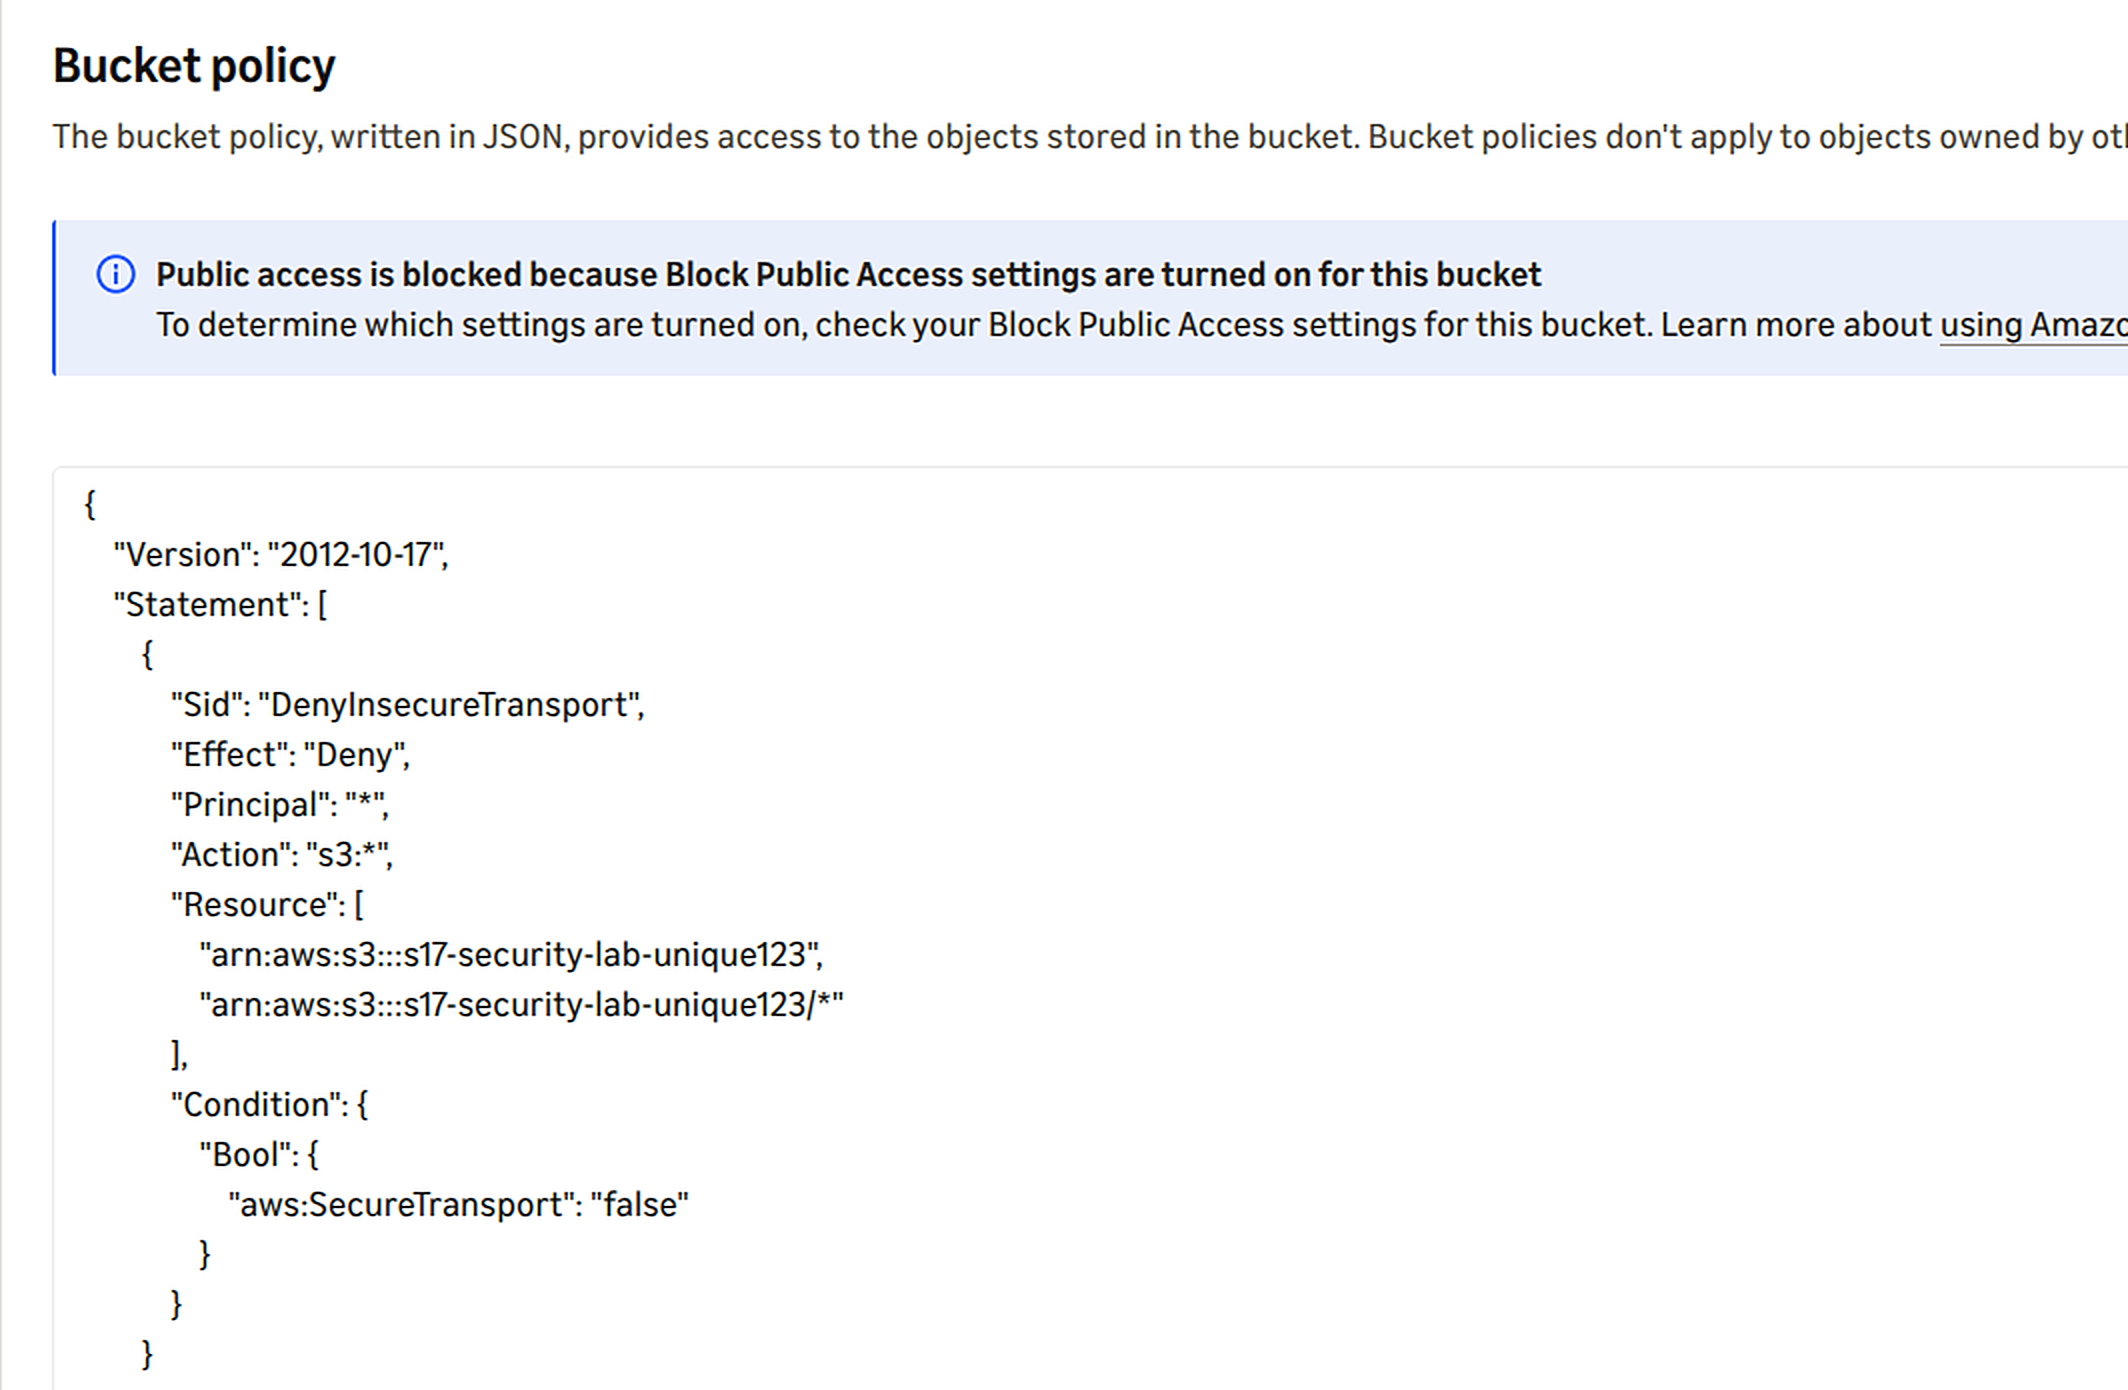 Bucket policy
The bucket policy, written in JSON, provides access to the objects stored in the bucket. Bucket policies don't apply to objects owned by
Public access is blocked because Block Public Access settings are turned on for this bucket
To determine which settings are turned on, check your Block Public Access settings for this bucket. Learn more about using
{
"Version": "2012-10-17",
"Statement": [
{
"Sid": "DenyInsecureTransport",
"Effect": "Deny",
"Principal": "*",
"Action": "s3:*",
"Resource": [
"arn:aws:s3:::s17-security-lab-unique123",
"arn:aws:s3:::s17-security-lab-unique123/*"
],
"Condition": {
"Bool": {
"aws:SecureTransport": "false"
}
}
}